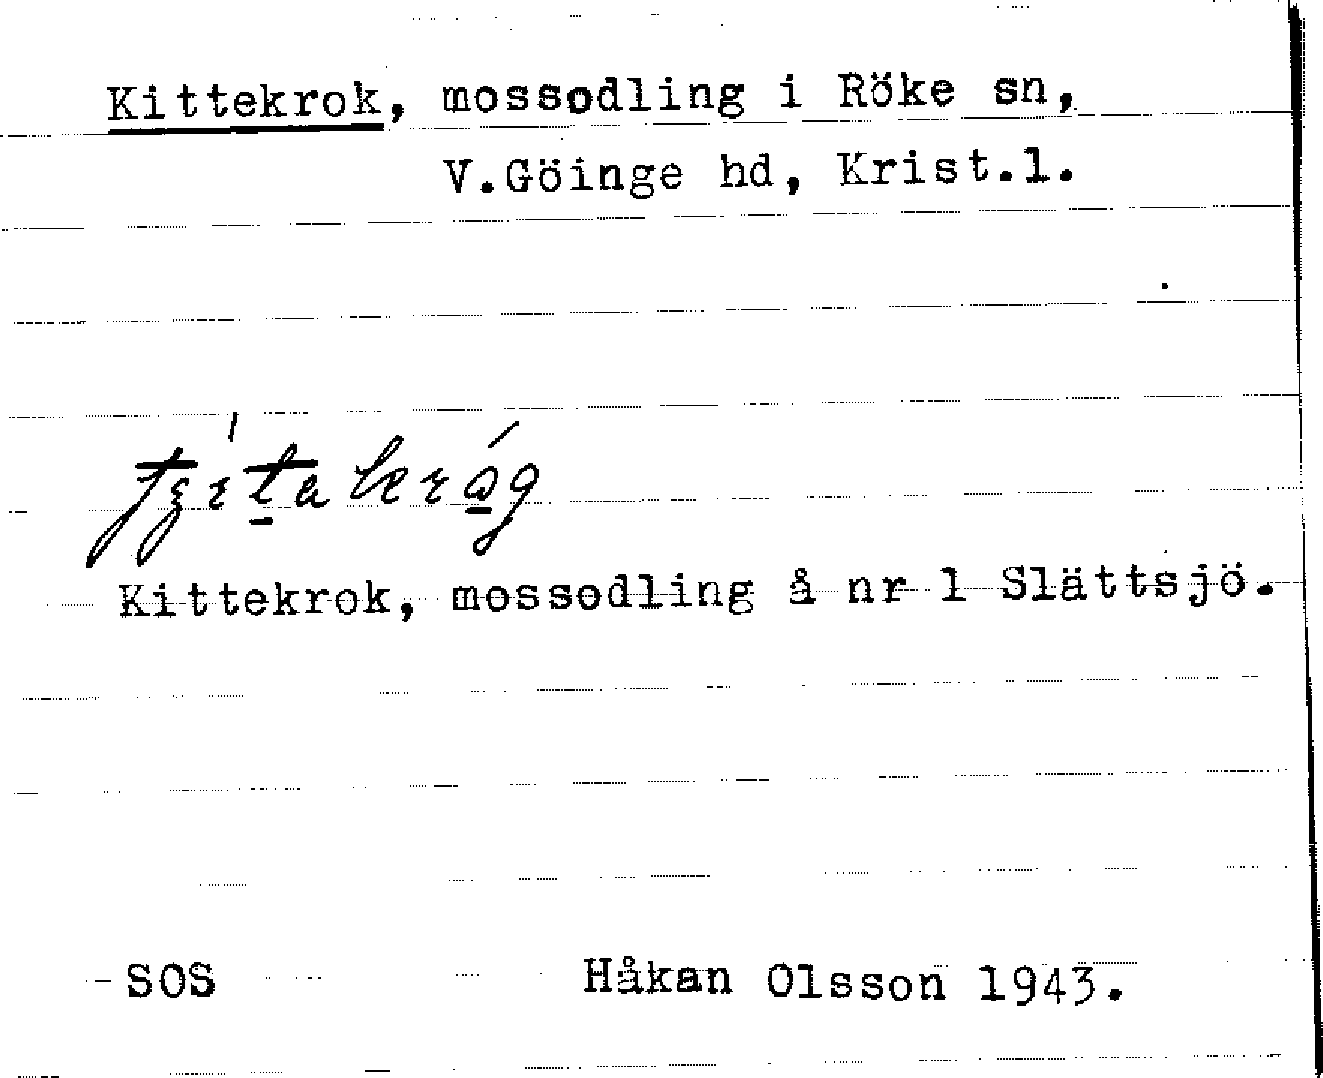 Kittekrok, mossodling i Röke sn,
V.Göinge hd, Krist.l.
Kittekrok, mossodling å nr 1 Slättsjö.
SOS Håkan Olsson 1943.